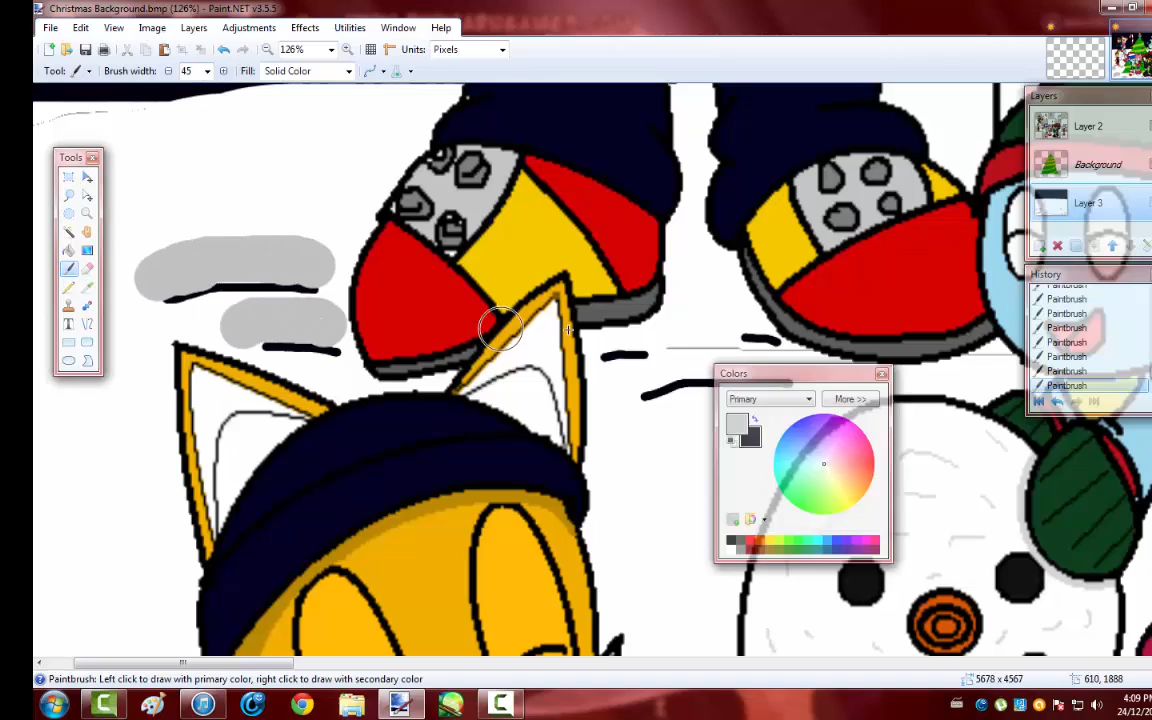 Christmas Background.bmp (126%) - Paint.NET v3.5.5
File Edit View Image Layers Adjustments Effects Utilities Window Help
126% Units: Pixels
Tool: Brush width: 45 Fill: Solid Color
Layers
Layer 2
Background
Layer 3
Tools
History
Paintbrush
Paintbrush
Paintbrush
Paintbrush
Paintbrush
Paintbrush
Paintbrush
Colors
Primary More >>
Paintbrush: Left click to draw with primary color, right click to draw with secondary color
5678 x 4567
610, 1888
4:09 PM